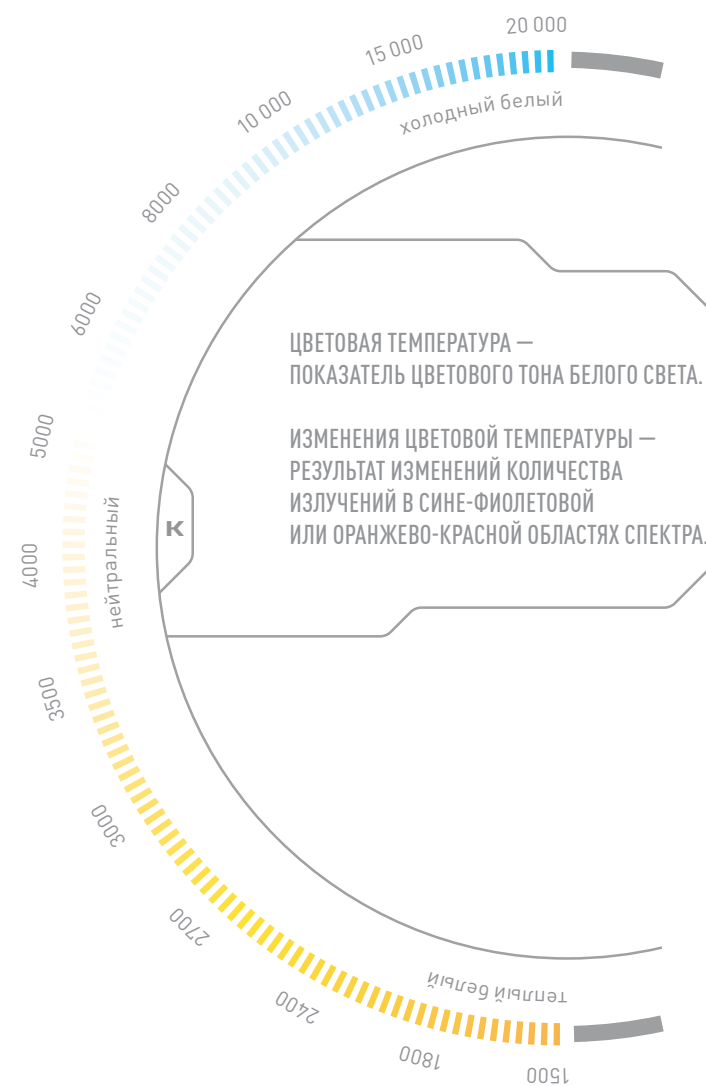 20 000
15 000
10 000
8000
6000
5000
4000
3500
3000
2700
2400
1800
1500
холодный белый
нейтральный
теплый белый
К
ЦВЕТОВАЯ ТЕМПЕРАТУРА —
ПОКАЗАТЕЛЬ ЦВЕТОВОГО ТОНА БЕЛОГО СВЕТА.
ИЗМЕНЕНИЯ ЦВЕТОВОЙ ТЕМПЕРАТУРЫ —
РЕЗУЛЬТАТ ИЗМЕНЕНИЙ КОЛИЧЕСТВА
ИЗЛУЧЕНИЙ В СИНЕ-ФИОЛЕТОВОЙ
ИЛИ ОРАНЖЕВО-КРАСНОЙ ОБЛАСТЯХ СПЕКТРА.